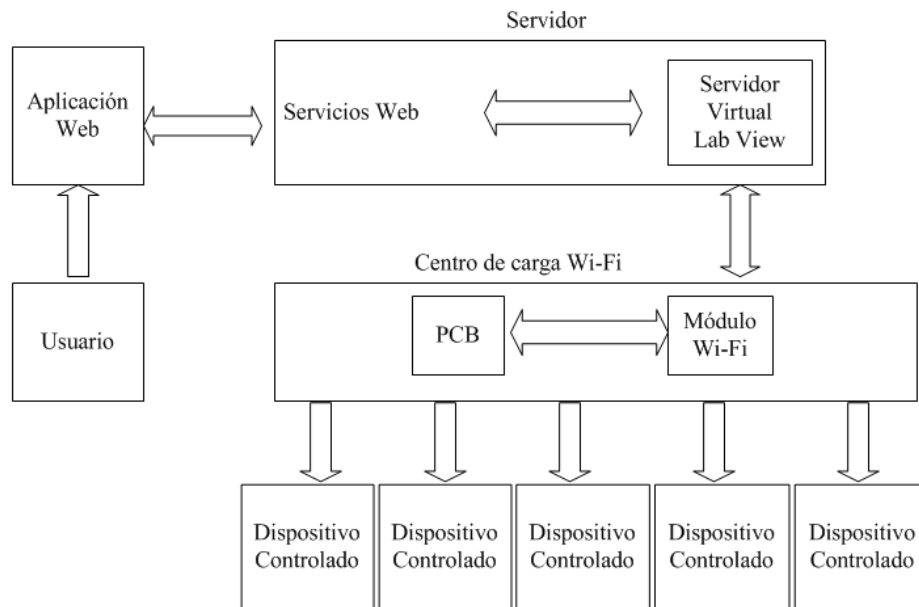 Servidor
Aplicación
Web
Servicios Web
Servidor
Virtual
Lab View
Centro de carga Wi-Fi
Usuario
PCB
Módulo
Wi-Fi
Dispositivo
Controlado
Dispositivo
Controlado
Dispositivo
Controlado
Dispositivo
Controlado
Dispositivo
Controlado